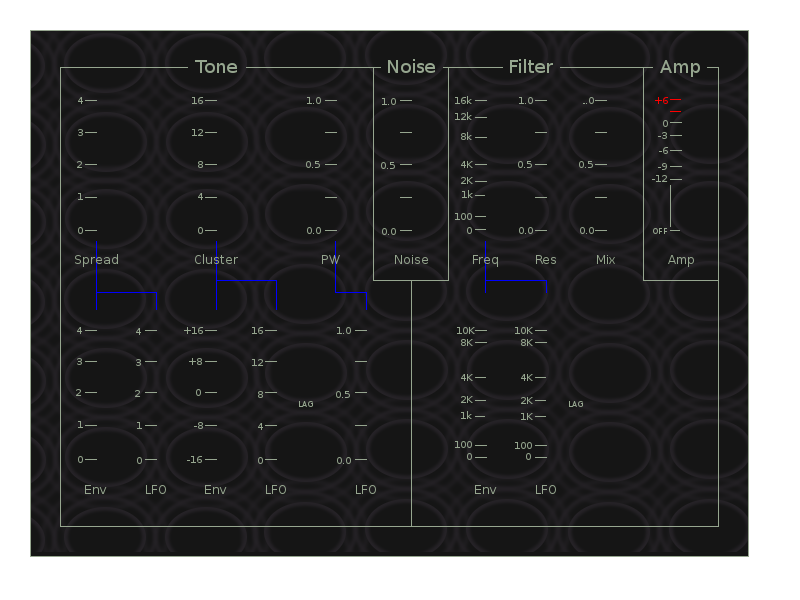 Tone Noise Filter Amp
4 16 1.0 1.0 16k 1.0 ..0 +6
12k
3 12 8k 0
-3
-6
2 8 0.5 0.5 4K 0.5 0.5 -9
2K -12
1 4 1k
100
0 0 0.0 0.0 0 0.0 0.0 OFF
Spread Cluster PW Noise Freq Res Mix Amp
4 4 +16 16 1.0 10K 10K
8K 8K
3 3 +8 12
4K 4K
2 2 0 8 0.5 2K 2K
LAG LAG
1 1 -8 4 1k 1K
100 100
0 0 -16 0 0.0 0 0
Env LFO Env LFO LFO Env LFO